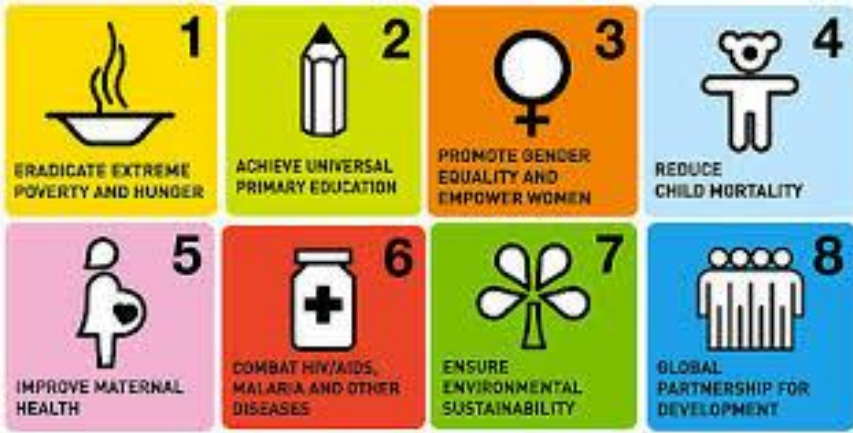 1
ERADICATE EXTREME
POVERTY AND HUNGER
2
ACHIEVE UNIVERSAL
PRIMARY EDUCATION
3
PROMOTE GENDER
EQUALITY AND
EMPOWER WOMEN
4
REDUCE
CHILD MORTALITY
5
IMPROVE MATERNAL
HEALTH
6
COMBAT HIV/AIDS,
MALARIA AND OTHER
DISEASES
7
ENSURE
ENVIRONMENTAL
SUSTAINABILITY
8
GLOBAL
PARTNERSHIP FOR
DEVELOPMENT